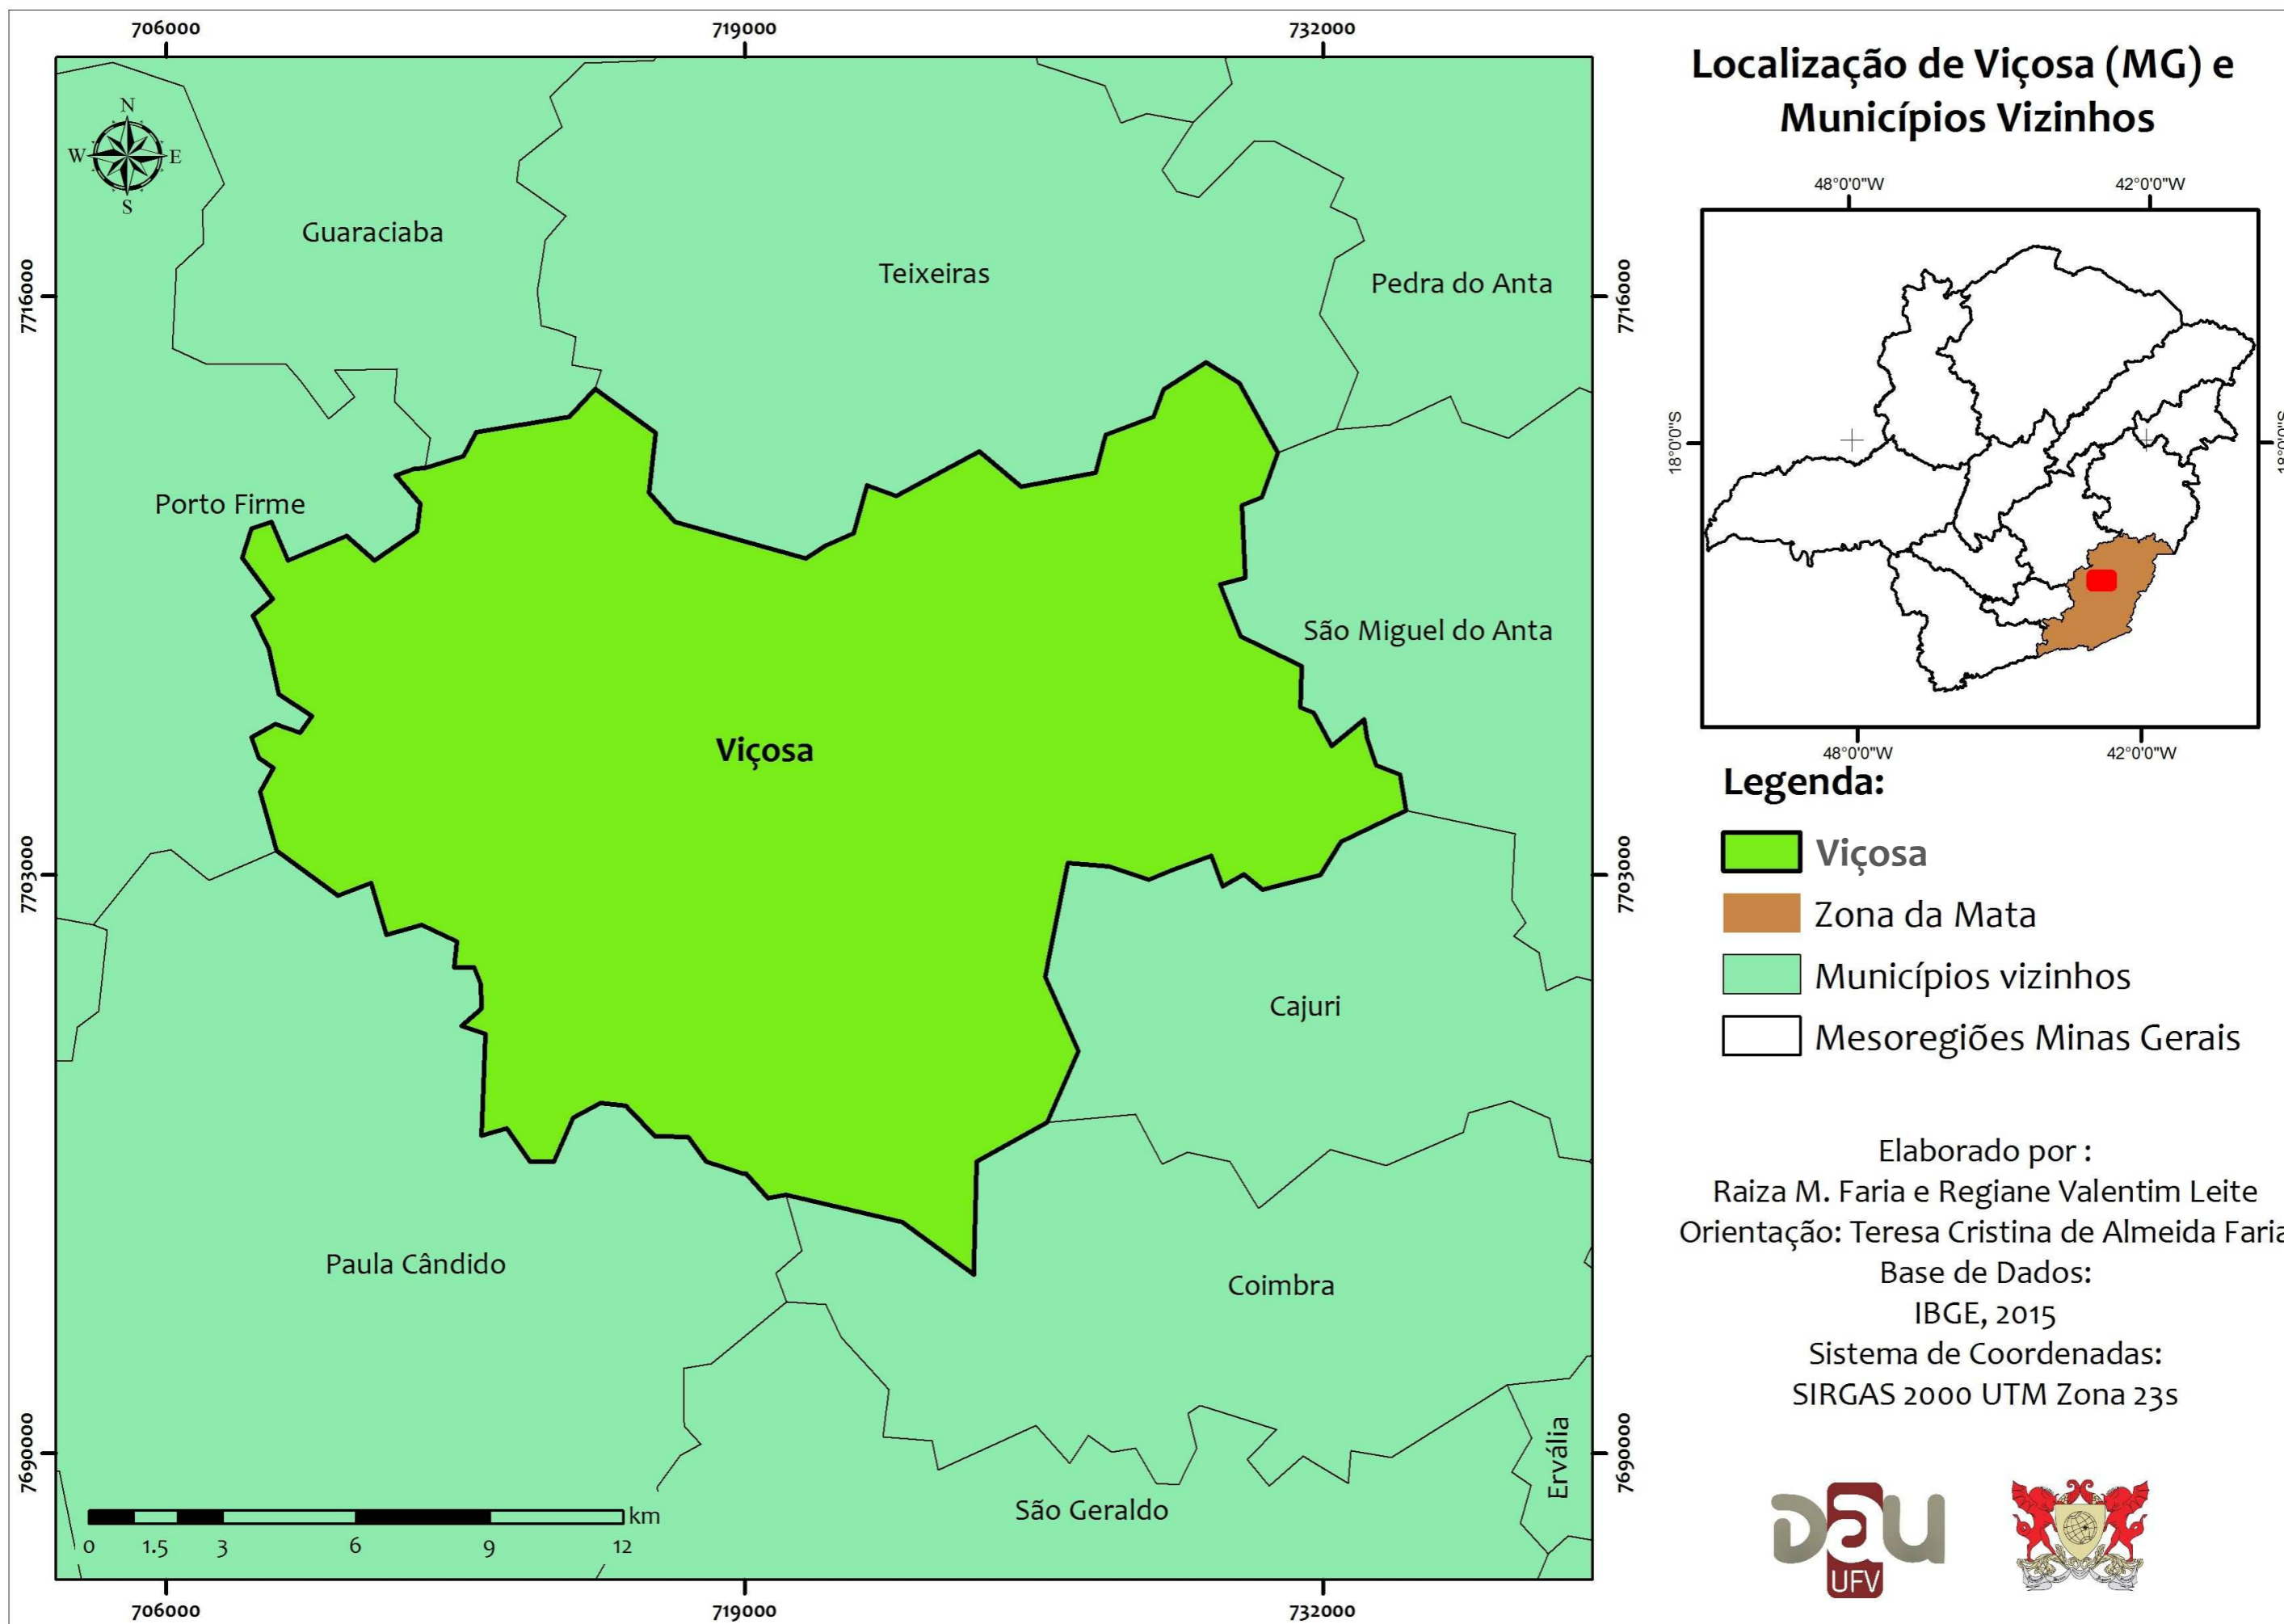 706000
719000
732000
N
W
E
S
7716000
7716000
7703000
7703000
7690000
7690000
Guaraciaba
Teixeiras
Pedra do Anta
Porto Firme
São Miguel do Anta
Viçosa
Cajuri
Paula Cândido
Coimbra
Ervália
São Geraldo
km
0 1.5 3 6 9 12
706000
719000
732000
Localização de Viçosa (MG) e
Municípios Vizinhos
48°0'0"W
42°0'0"W
18°0'0"S
18°0'0"S
48°0'0"W
42°0'0"W
Legenda:
Viçosa
Zona da Mata
Municípios vizinhos
Mesoregiões Minas Gerais
Elaborado por :
Raiza M. Faria e Regiane Valentim Leite
Orientação: Teresa Cristina de Almeida Faria
Base de Dados:
IBGE, 2015
Sistema de Coordenadas:
SIRGAS 2000 UTM Zona 23s
DaU
UFV